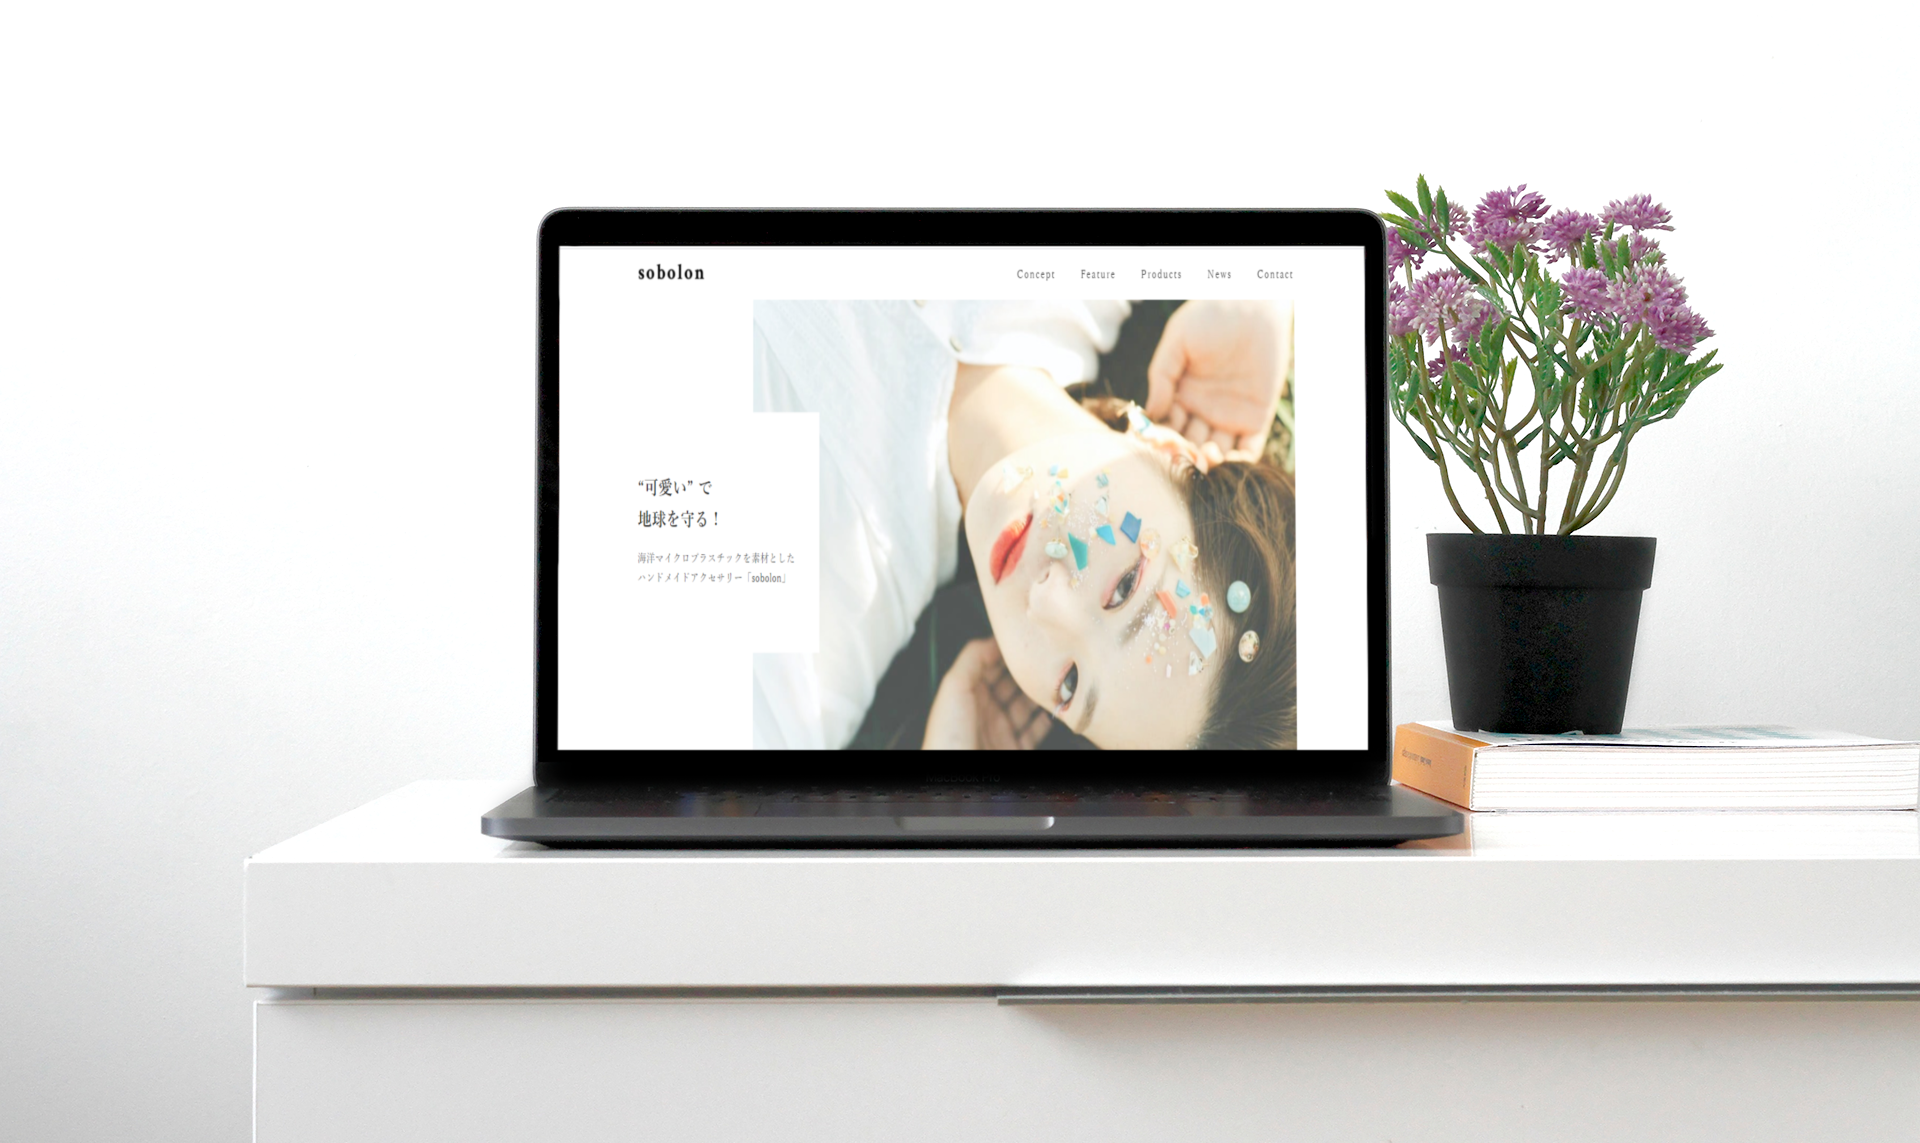 sobolon
Concept Feature Products News Contact
“可愛い” で
地球を守る！
海洋マイクロプラスチックを素材とした
ハンドメイドアクセサリー「sobolon」
MacBook Pro